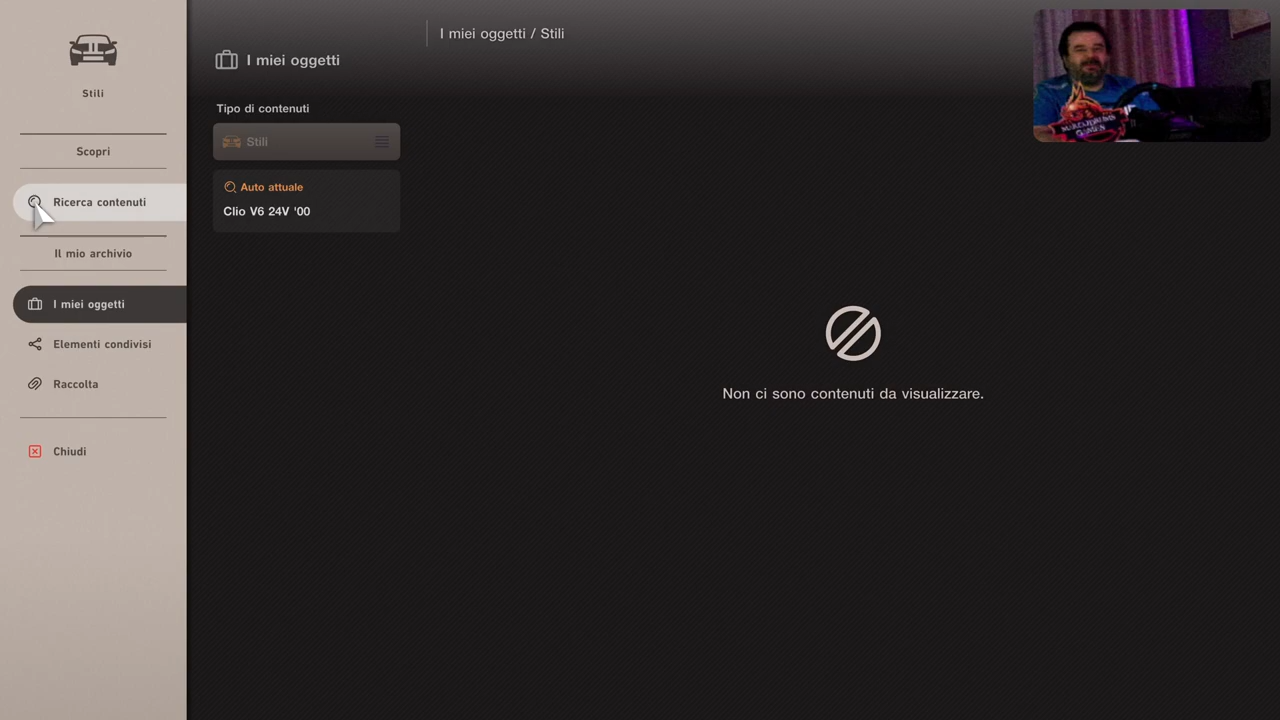 Stili
Scopri
Ricerca contenuti
Il mio archivio
I miei oggetti
Elementi condivisi
Raccolta
Chiudi
I miei oggetti / Stili
I miei oggetti
Tipo di contenuti
Stili
Auto attuale
Clio V6 24V '00
Non ci sono contenuti da visualizzare.
GAMES